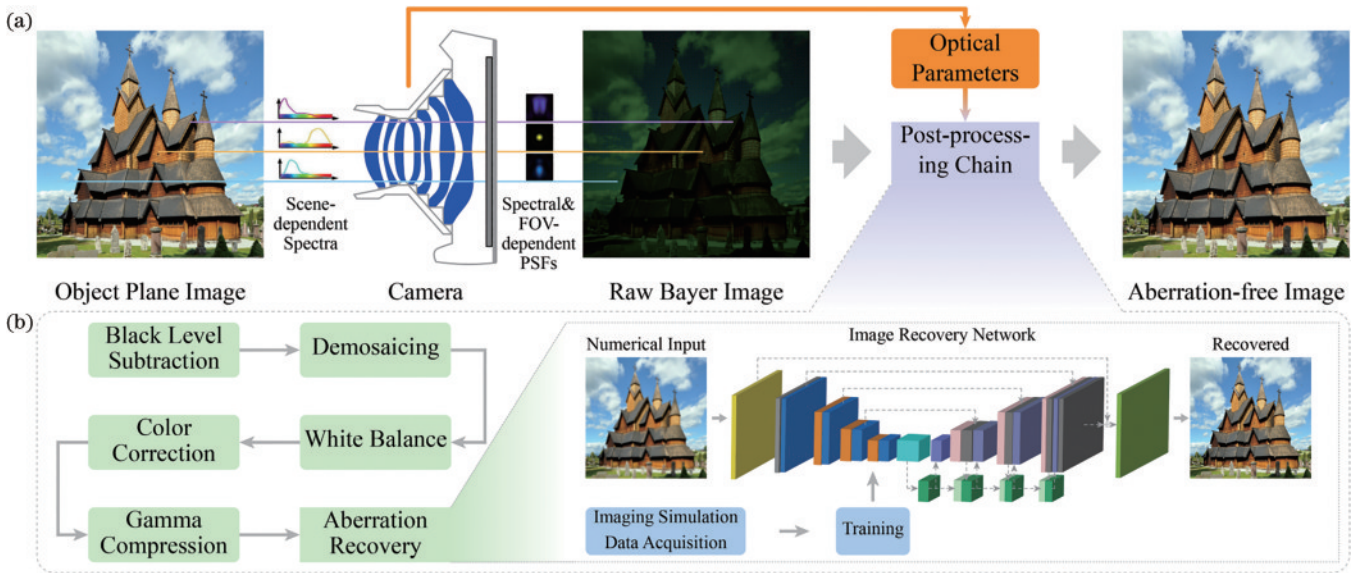 (a)
Optical
Parameters
Post-process-
ing Chain
Scene-
dependent
Spectra
Spectral&
FOV-
dependent
PSFs
Object Plane Image
Camera
Raw Bayer Image
Aberration-free Image
(b)
Black Level
Subtraction
Demosaicing
Color
Correction
White Balance
Gamma
Compression
Aberration
Recovery
Image Recovery Network
Numerical Input
Recovered
Imaging Simulation
Data Acquisition
Training